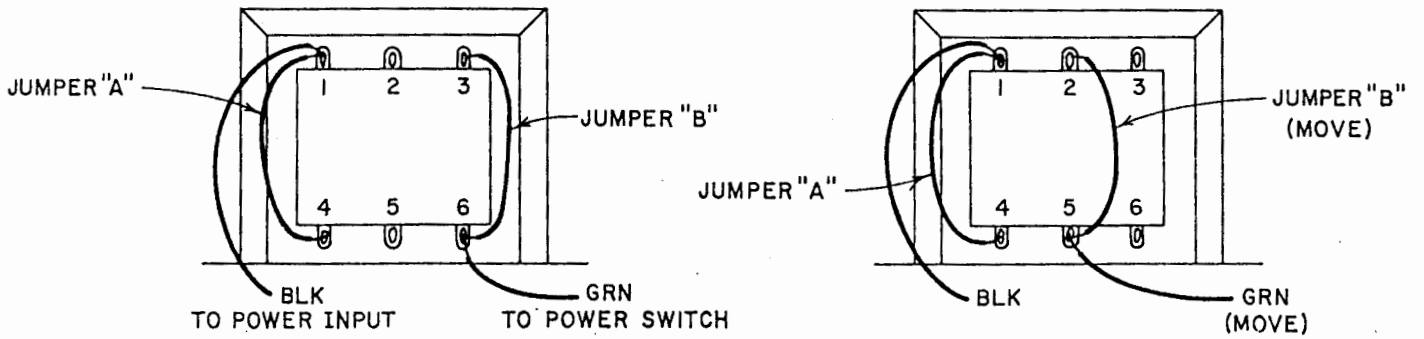 JUMPER "A"
1 2 3
JUMPER "B"
4 5 6
BLK
TO POWER INPUT
GRN
TO POWER SWITCH
1 2 3
JUMPER "B"
(MOVE)
JUMPER "A"
4 5 6
BLK
GRN
(MOVE)